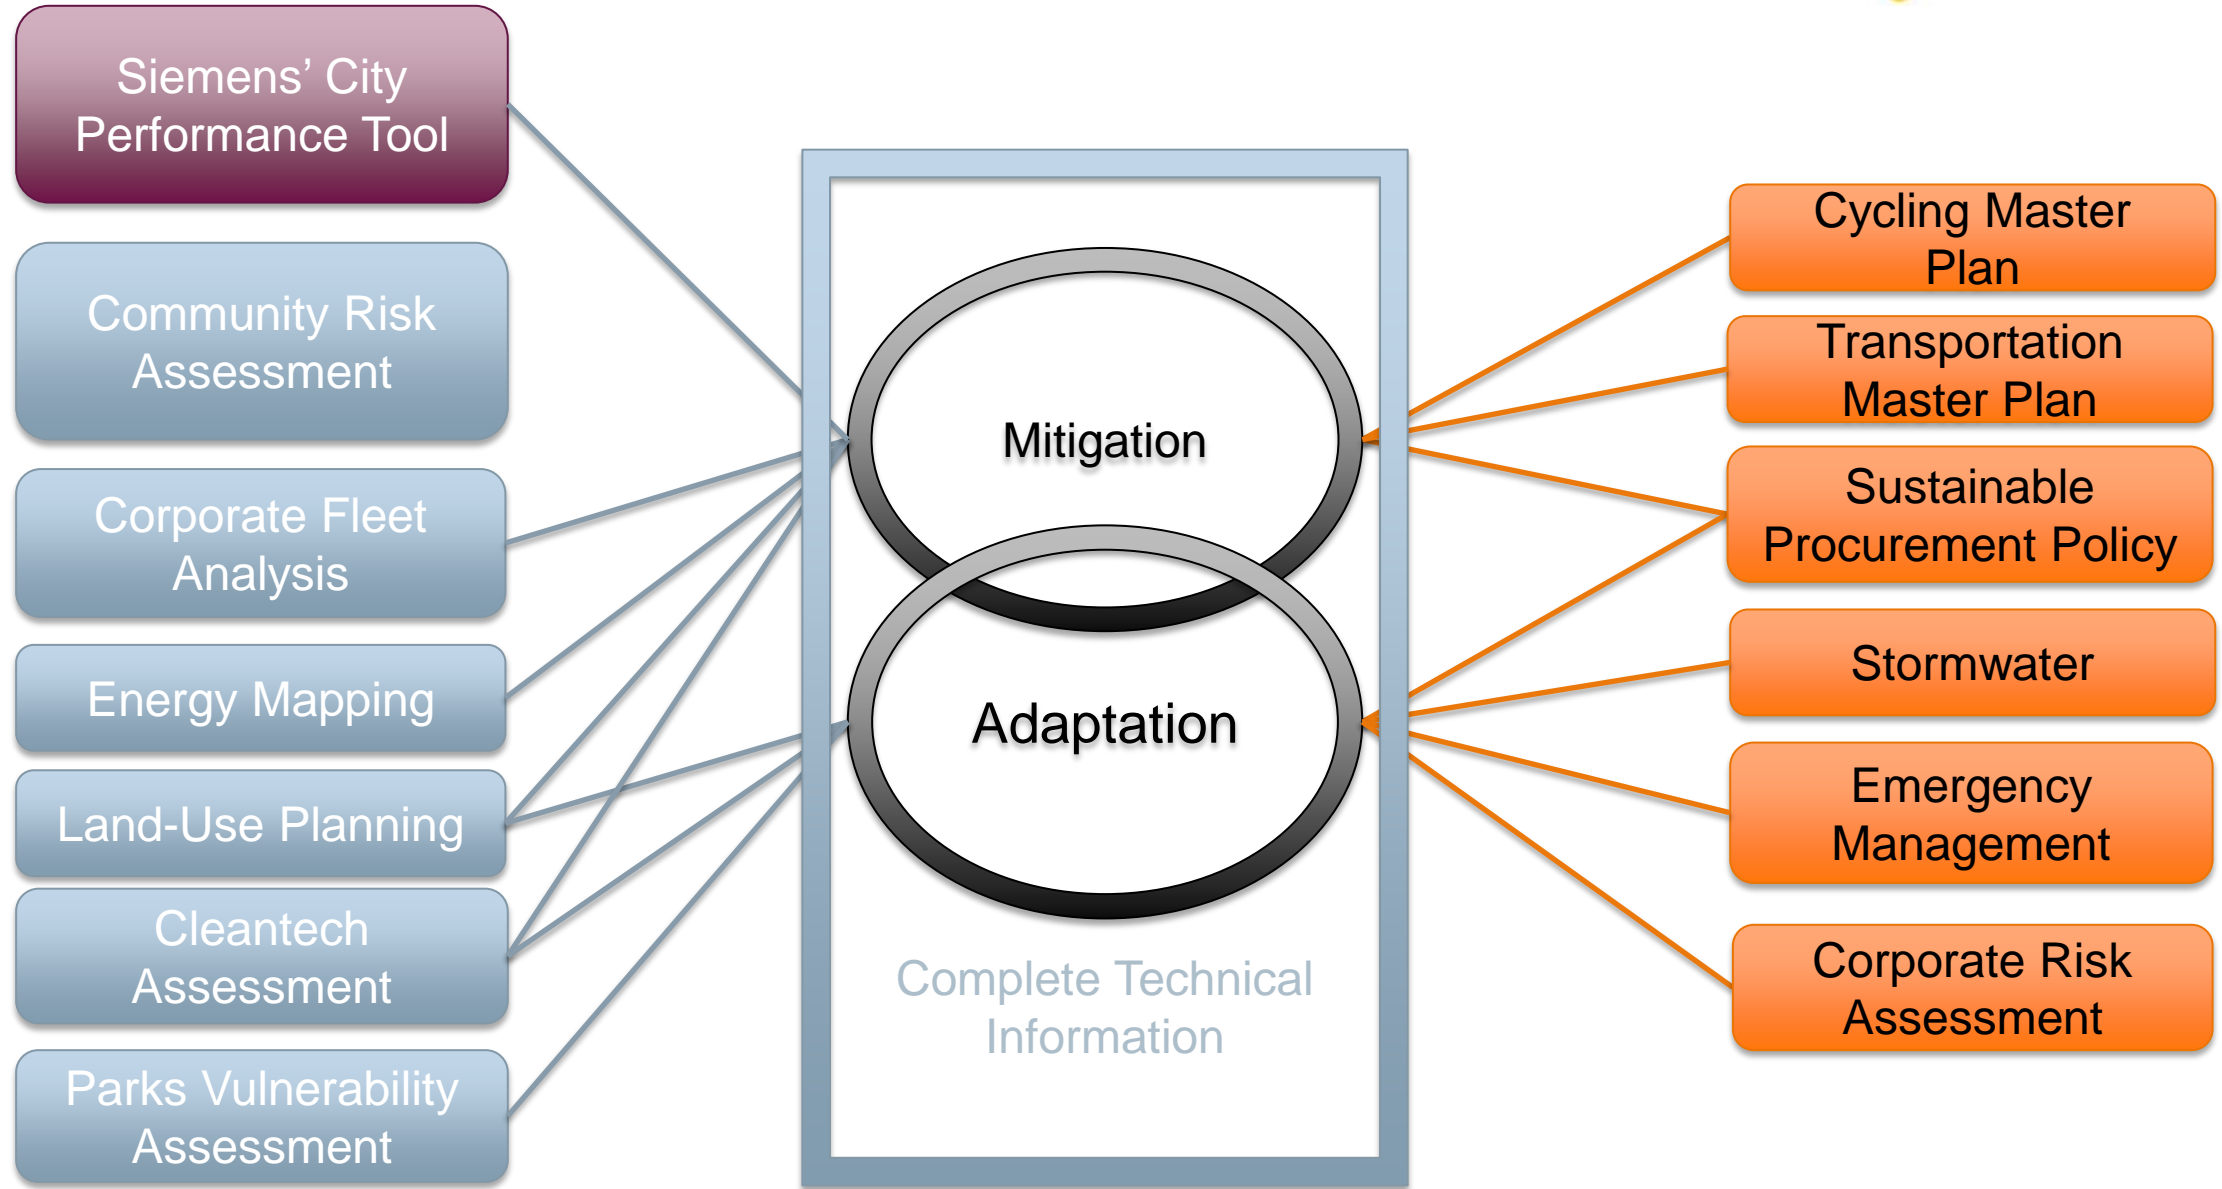 Siemens’ City
Performance Tool
Community Risk
Assessment
Corporate Fleet
Analysis
Energy Mapping
Land-Use Planning
Cleantech
Assessment
Parks Vulnerability
Assessment
Mitigation
Adaptation
Complete Technical
Information
Cycling Master
Plan
Transportation
Master Plan
Sustainable
Procurement Policy
Stormwater
Emergency
Management
Corporate Risk
Assessment